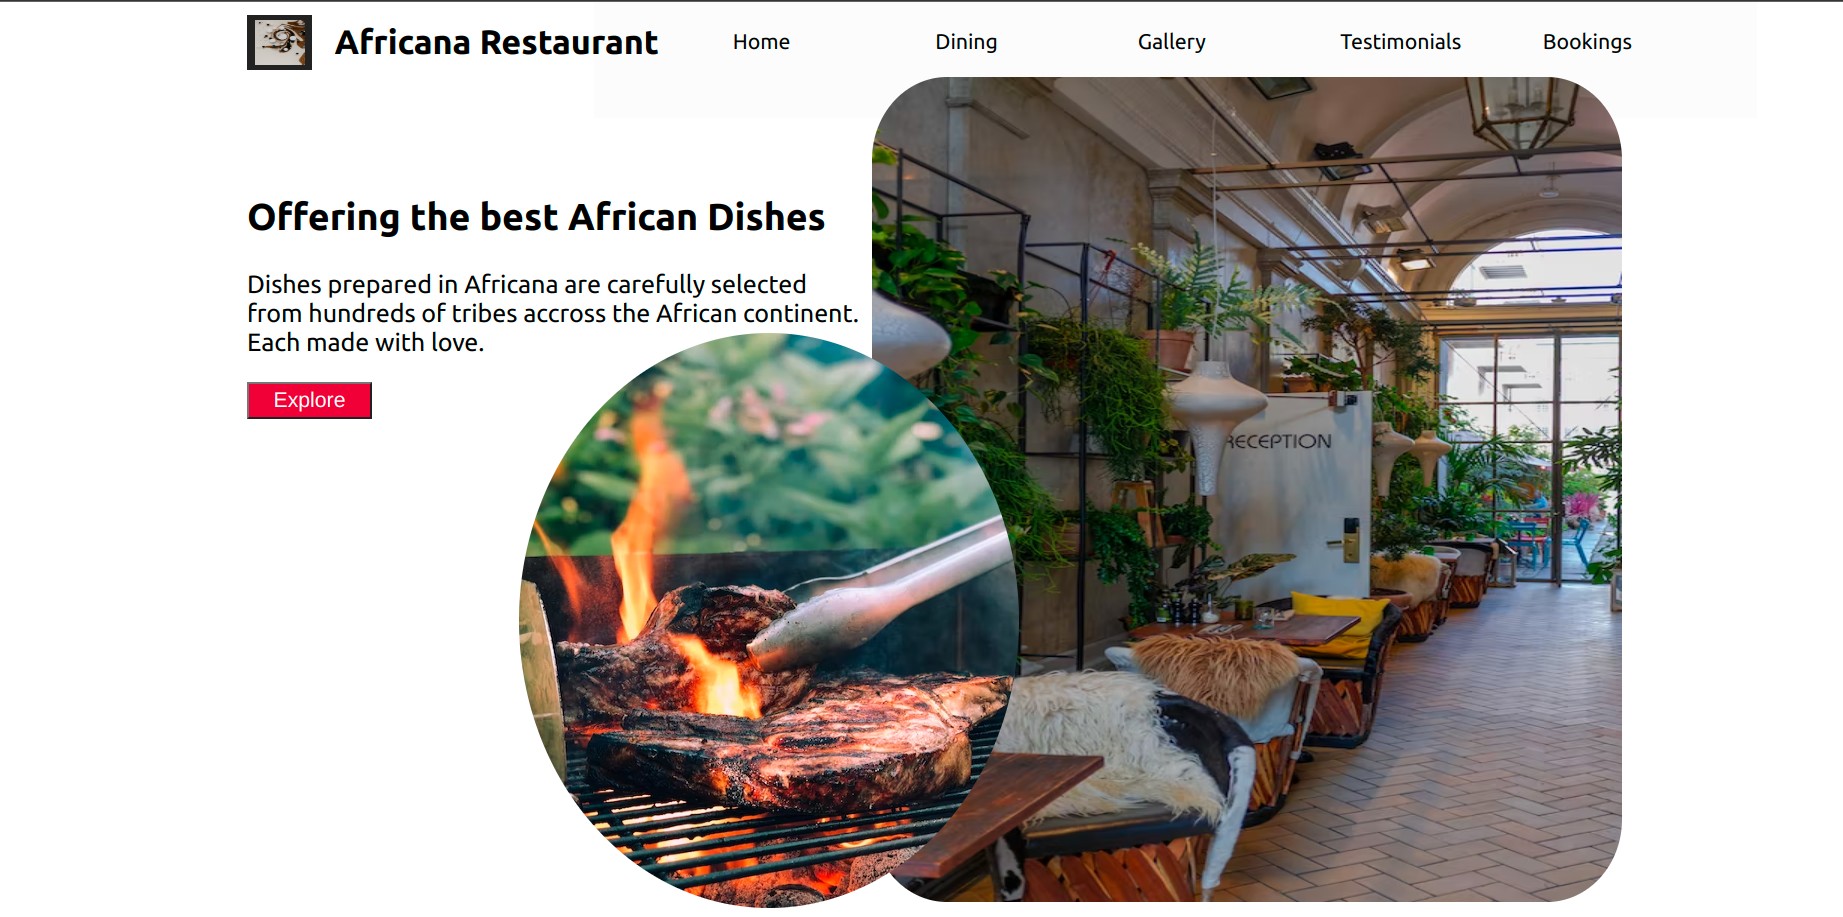 Africana Restaurant
Home
Dining
Gallery
Testimonials
Bookings
Offering the best African Dishes
Dishes prepared in Africana are carefully selected
from hundreds of tribes accross the African continent.
Each made with love.
Explore
RECEPTION